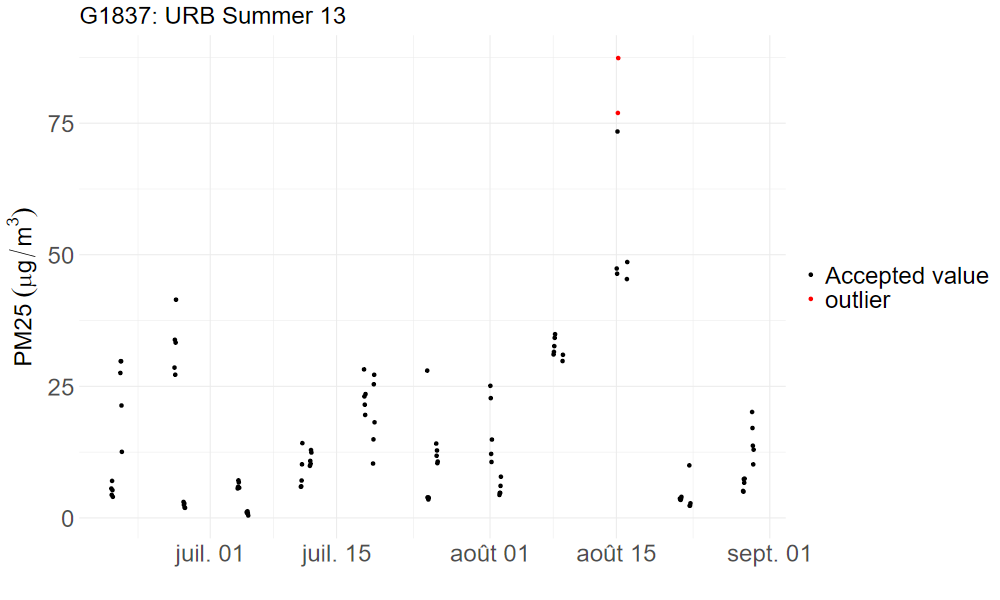 G1837: URB Summer 13
PM25 (μg/m³)
75
50
25
0
juil. 01
juil. 15
août 01
août 15
sept. 01
Accepted value
outlier